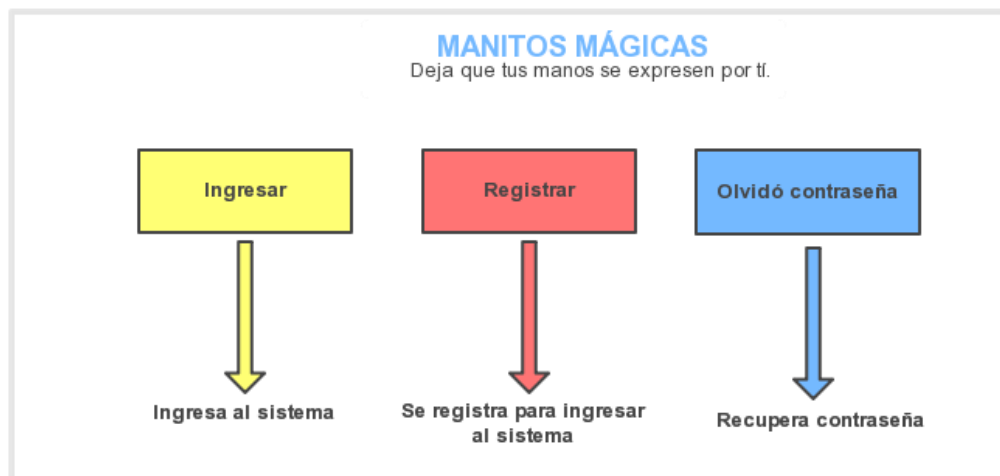 MANITOS MÁGICAS
Deja que tus manos se expresen por tí.
Ingresar
Registrar
Olvidó contraseña
Ingresa al sistema
Se registra para ingresar
al sistema
Recupera contraseña